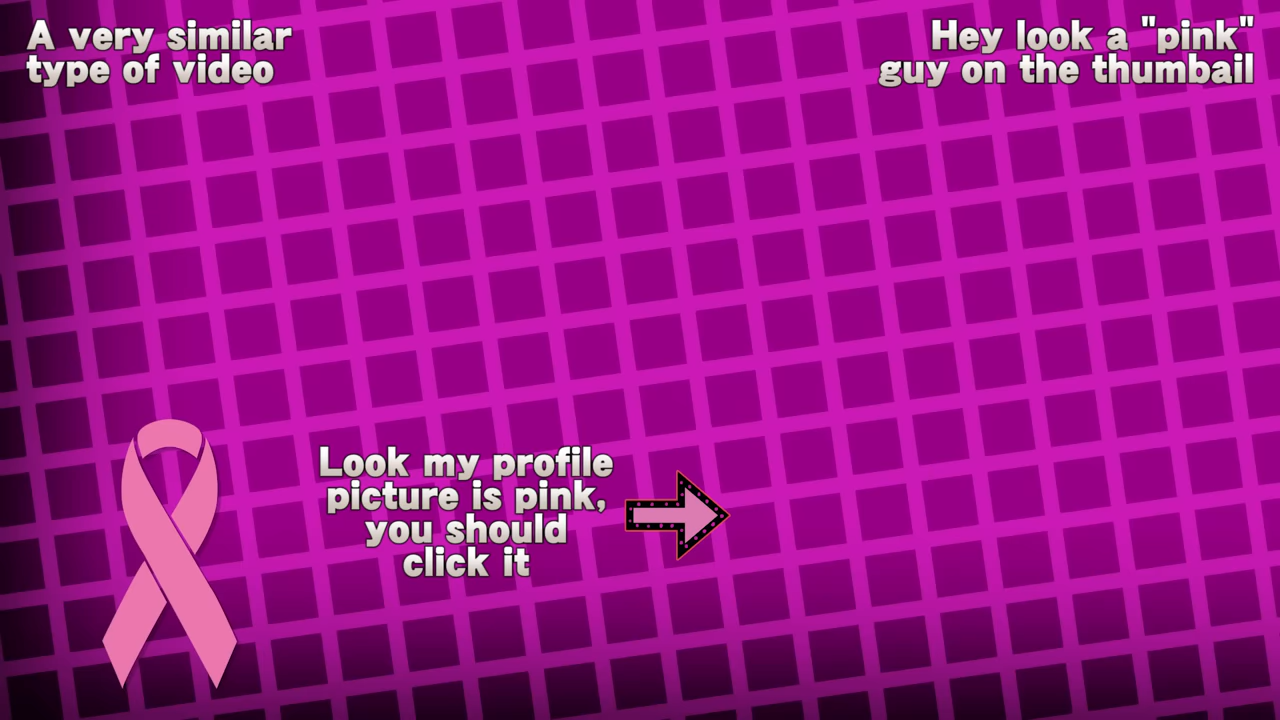 A very similar
type of video
Hey look a "pink"
guy on the thumbail
Look my profile
picture is pink,
you should
click it